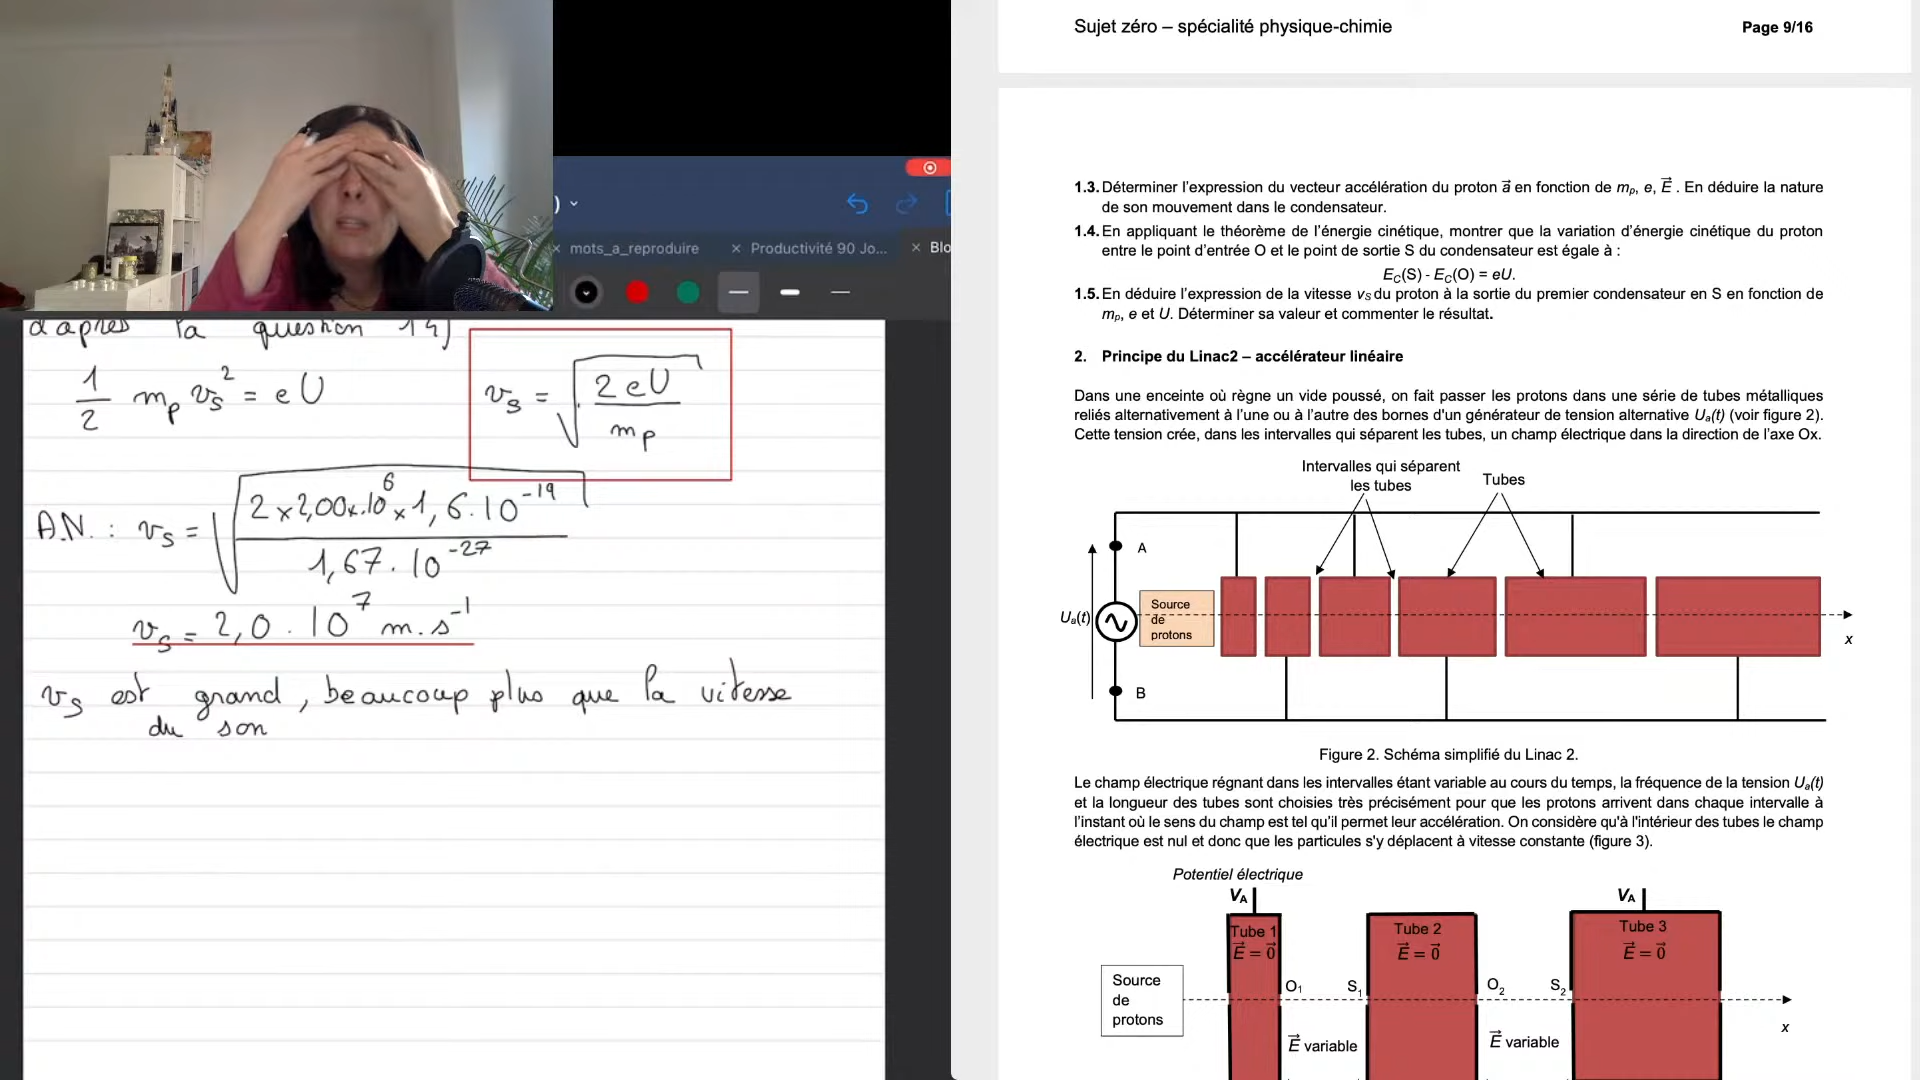 ) ⌄
× mots_a_reproduire × Productivité 90 Jo... × Blo
d'après la question 14)
1/2 mp vs² = eU
vs = √(2 eU / mp)
A.N. : vs = √(2 × 2,00×.10⁶ × 1,6.10⁻¹⁹ / 1,67.10⁻²⁷)
vs = 2,0 . 10⁷ m.s⁻¹
vs est grand, beaucoup plus que la vitesse
du son
Sujet zéro – spécialité physique-chimie Page 9/16
1.3. Déterminer l’expression du vecteur accélération du proton a⃗ en fonction de mp, e, E⃗ . En déduire la nature
de son mouvement dans le condensateur.
1.4. En appliquant le théorème de l’énergie cinétique, montrer que la variation d’énergie cinétique du proton
entre le point d’entrée O et le point de sortie S du condensateur est égale à :
EC(S) - EC(O) = eU.
1.5. En déduire l’expression de la vitesse vS du proton à la sortie du premier condensateur en S en fonction de
mp, e et U. Déterminer sa valeur et commenter le résultat.
2. Principe du Linac2 – accélérateur linéaire
Dans une enceinte où règne un vide poussé, on fait passer les protons dans une série de tubes métalliques
reliés alternativement à l’une ou à l’autre des bornes d'un générateur de tension alternative Ua(t) (voir figure 2).
Cette tension crée, dans les intervalles qui séparent les tubes, un champ électrique dans la direction de l’axe Ox.
Intervalles qui séparent
les tubes
Tubes
A
Ua(t)
Source
de
protons
x
B
Figure 2. Schéma simplifié du Linac 2.
Le champ électrique régnant dans les intervalles étant variable au cours du temps, la fréquence de la tension Ua(t)
et la longueur des tubes sont choisies très précisément pour que les protons arrivent dans chaque intervalle à
l’instant où le sens du champ est tel qu’il permet leur accélération. On considère qu'à l'intérieur des tubes le champ
électrique est nul et donc que les particules s'y déplacent à vitesse constante (figure 3).
Potentiel électrique
VA VA
Tube 1 Tube 2 Tube 3
E⃗ = 0⃗ E⃗ = 0⃗ E⃗ = 0⃗
Source
de
protons
O1 S1 O2 S2
x
E⃗ variable E⃗ variable